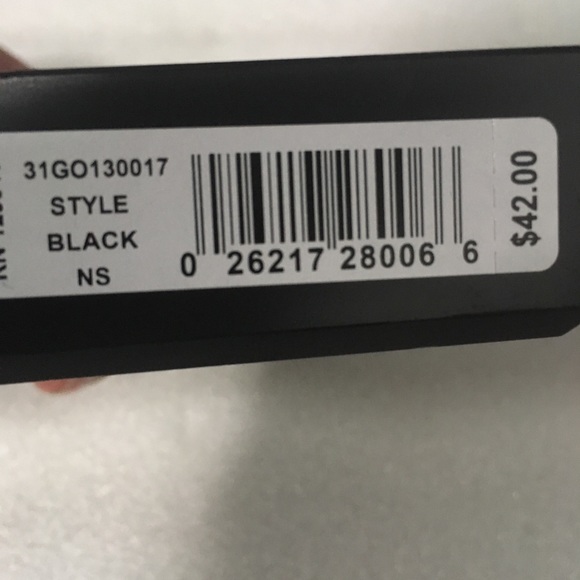 31GO130017
STYLE
BLACK
NS
0 26217 28006 6
$42.00